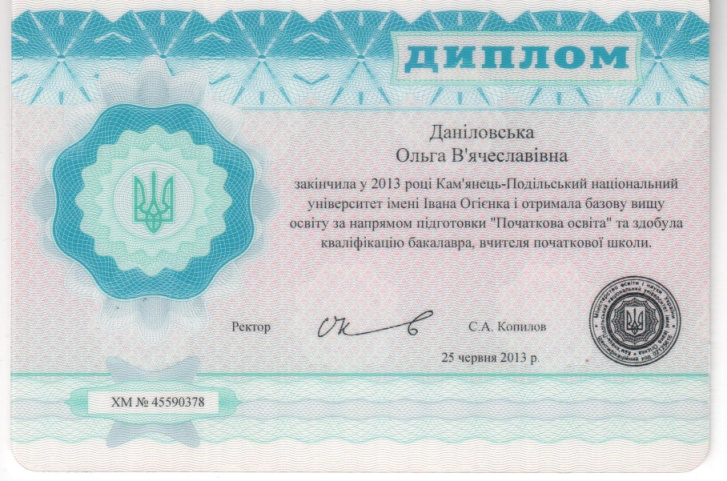 ДИПЛОМ
Даніловська
Ольга В'ячеславівна
закінчила у 2013 році Кам'янець-Подільський національний
університет імені Івана Огієнка і отримала базову вищу
освіту за напрямом підготовки "Початкова освіта" та здобула
кваліфікацію бакалавра, вчителя початкової школи.
Ректор
С.А. Копилов
25 червня 2013 р.
ХМ № 45590378